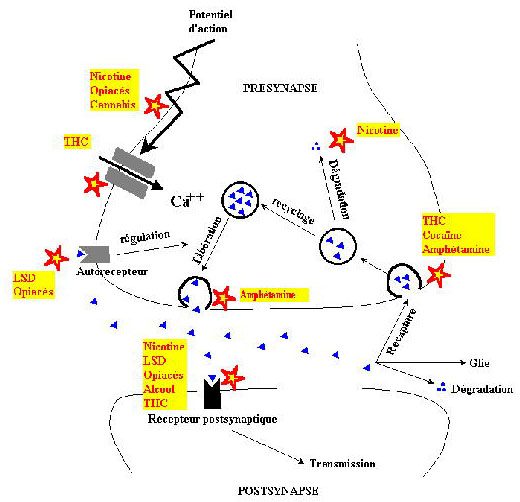 Potentiel
d'action
Nicotine
Opiacés
Cannabis
PRESYNAPSE
THC
Nicotine
Ca++
Dégradation
recyclage
THC
Cocaïne
Amphétamine
régulation
Libération
LSD
Opiacés
Autorecepteur
Amphétamine
Recapture
Nicotine
LSD
Opiacés
Alcool
THC
Glie
Dégradation
Récepteur postsynaptique
Transmission
POSTSYNAPSE